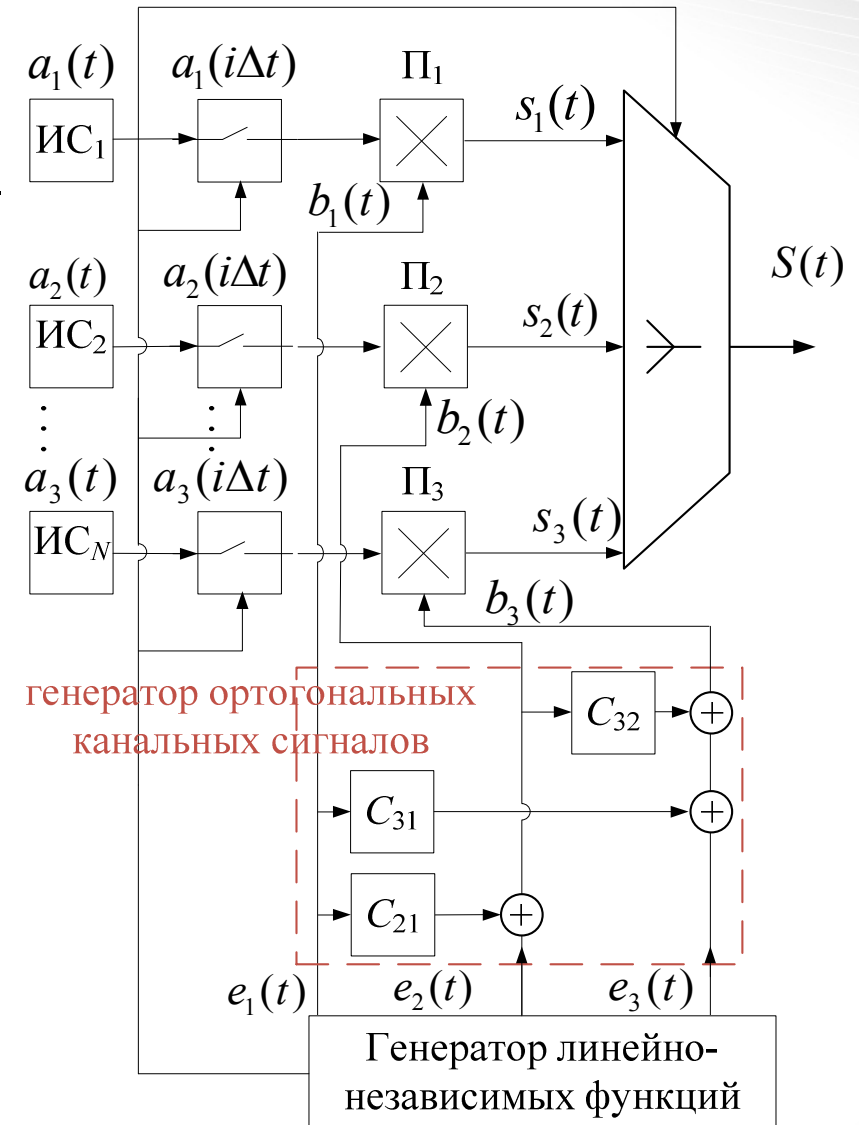 a₁(t) a₁(iΔt) П₁ s₁(t)
ИС₁
b₁(t)
a₂(t) a₂(iΔt) П₂ s₂(t) S(t)
ИС₂
b₂(t)
a₃(t) a₃(iΔt) П₃ s₃(t)
ИС_N
b₃(t)
генератор ортогональных
канальных сигналов
C₃₂
+
C₃₁
+
C₂₁
+
e₁(t) e₂(t) e₃(t)
Генератор линейно-
независимых функций